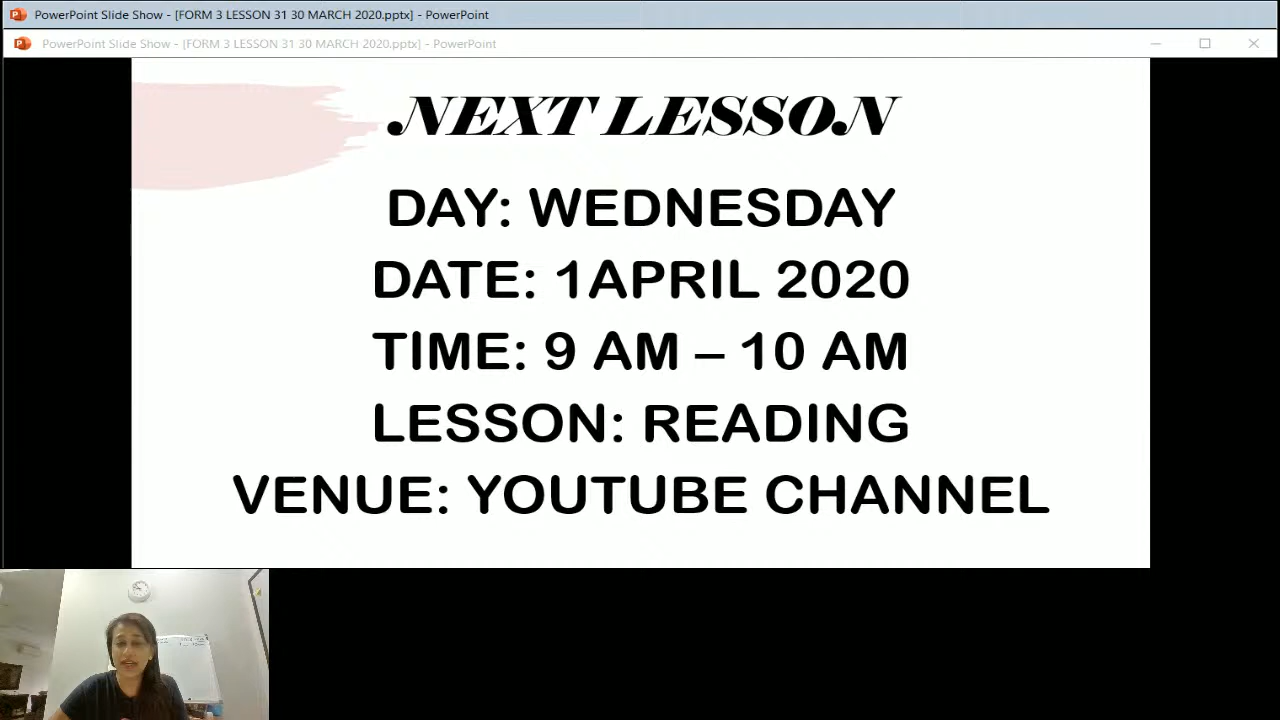 PowerPoint Slide Show - [FORM 3 LESSON 31 30 MARCH 2020.pptx] - PowerPoint
PowerPoint Slide Show - [FORM 3 LESSON 31 30 MARCH 2020.pptx] - PowerPoint
NEXT LESSON
DAY: WEDNESDAY
DATE: 1APRIL 2020
TIME: 9 AM – 10 AM
LESSON: READING
VENUE: YOUTUBE CHANNEL